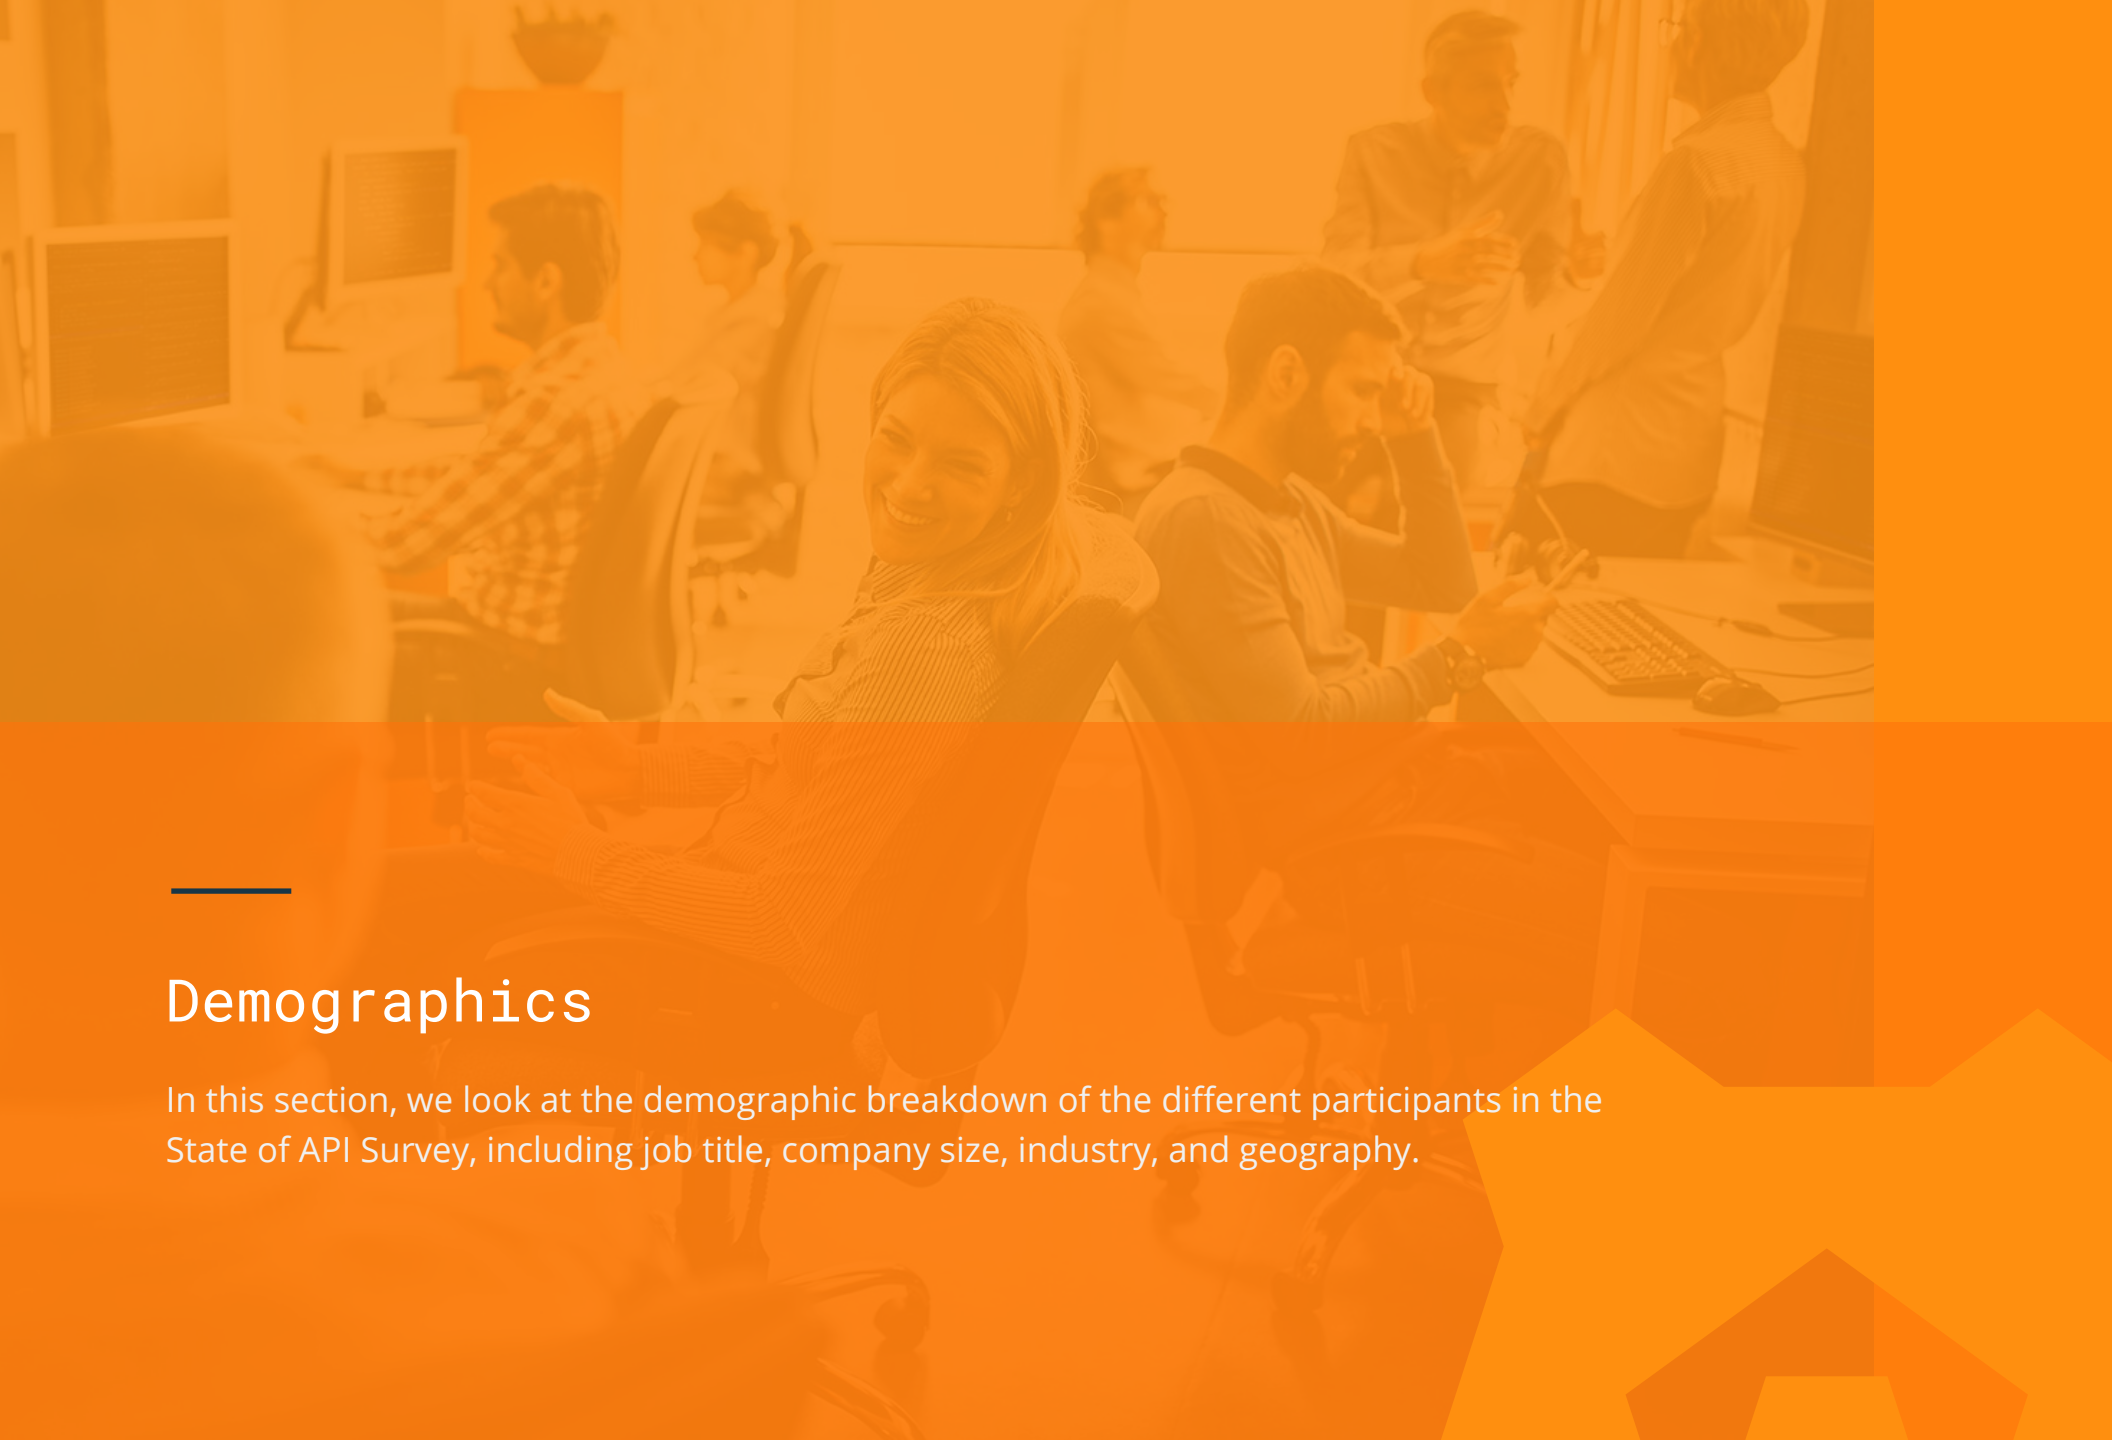 Demographics
In this section, we look at the demographic breakdown of the different participants in the
State of API Survey, including job title, company size, industry, and geography.